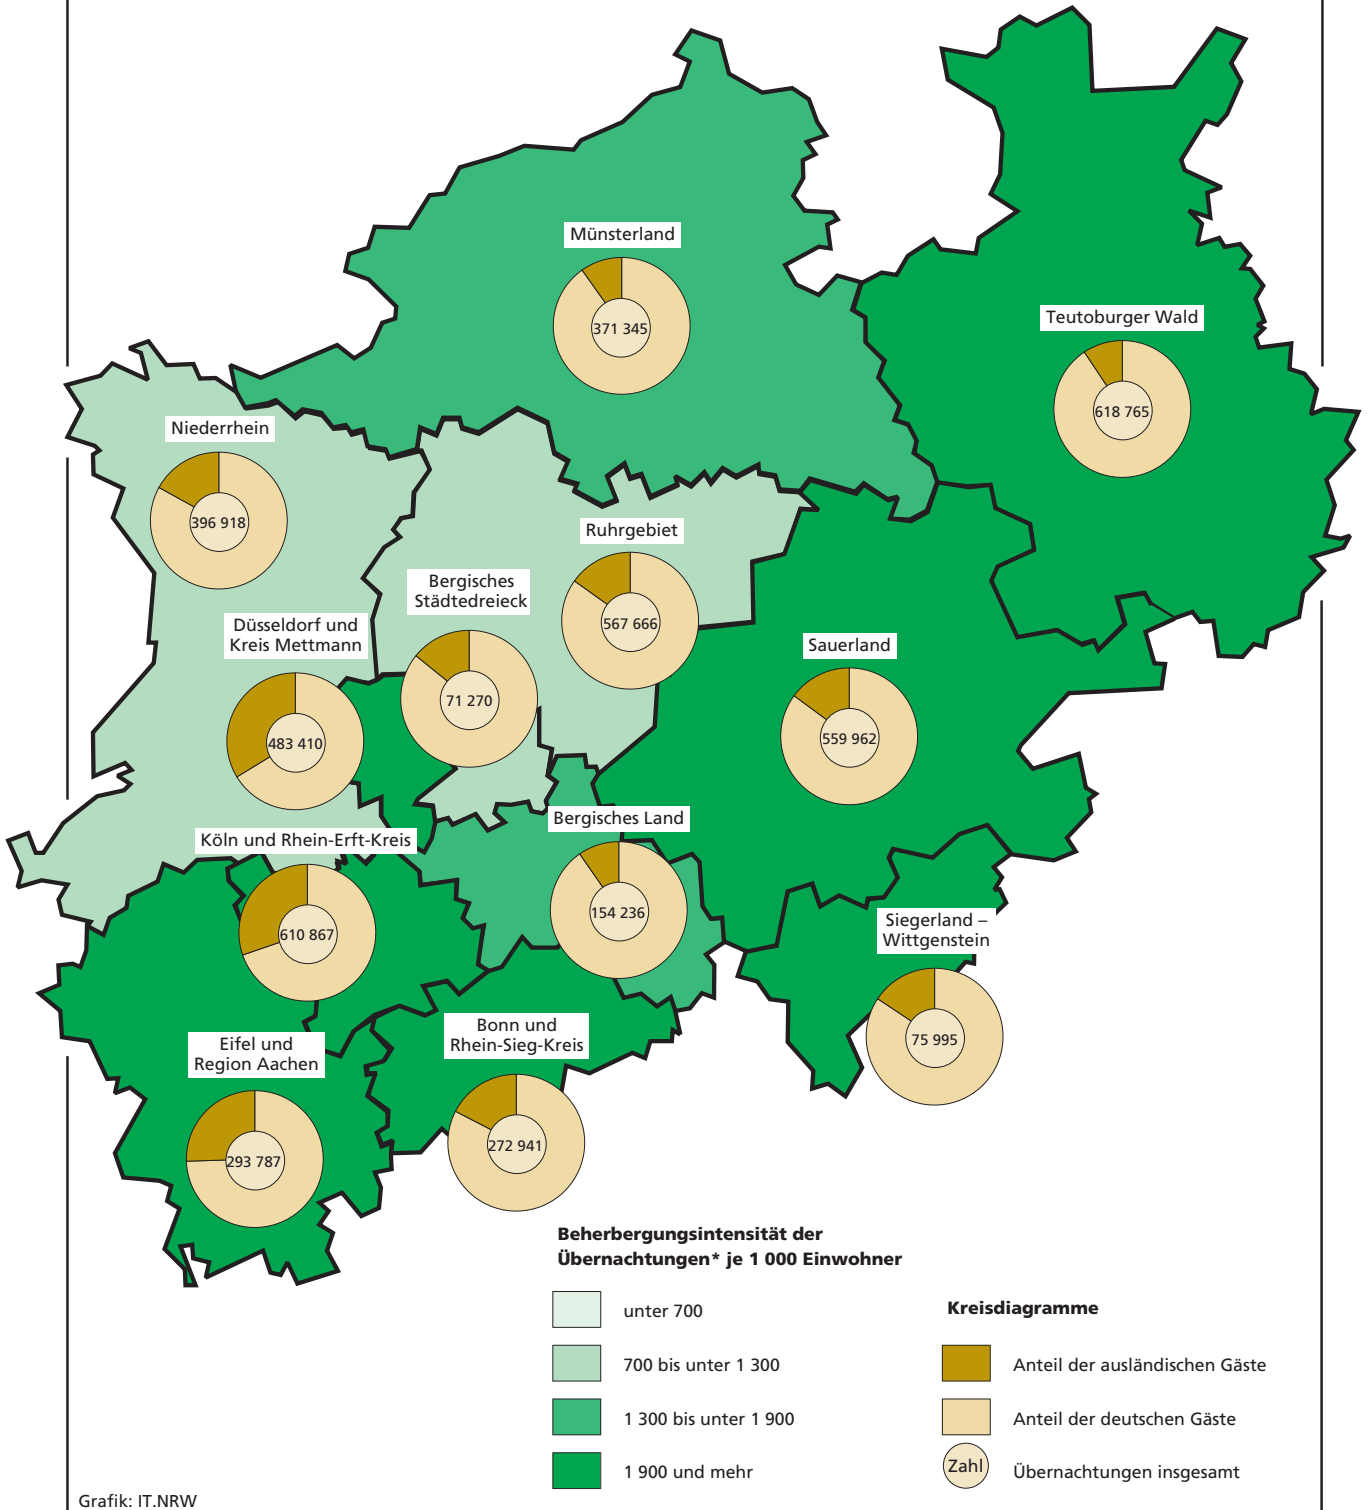 Münsterland
371 345
Teutoburger Wald
618 765
Niederrhein
396 918
Ruhrgebiet
567 666
Bergisches
Städtedreieck
71 270
Düsseldorf und
Kreis Mettmann
483 410
Sauerland
559 962
Bergisches Land
154 236
Köln und Rhein-Erft-Kreis
610 867
Siegerland –
Wittgenstein
75 995
Bonn und
Rhein-Sieg-Kreis
272 941
Eifel und
Region Aachen
293 787
Beherbergungsintensität der
Übernachtungen* je 1 000 Einwohner
unter 700
700 bis unter 1 300
1 300 bis unter 1 900
1 900 und mehr
Kreisdiagramme
Anteil der ausländischen Gäste
Anteil der deutschen Gäste
Zahl
Übernachtungen insgesamt
Grafik: IT.NRW